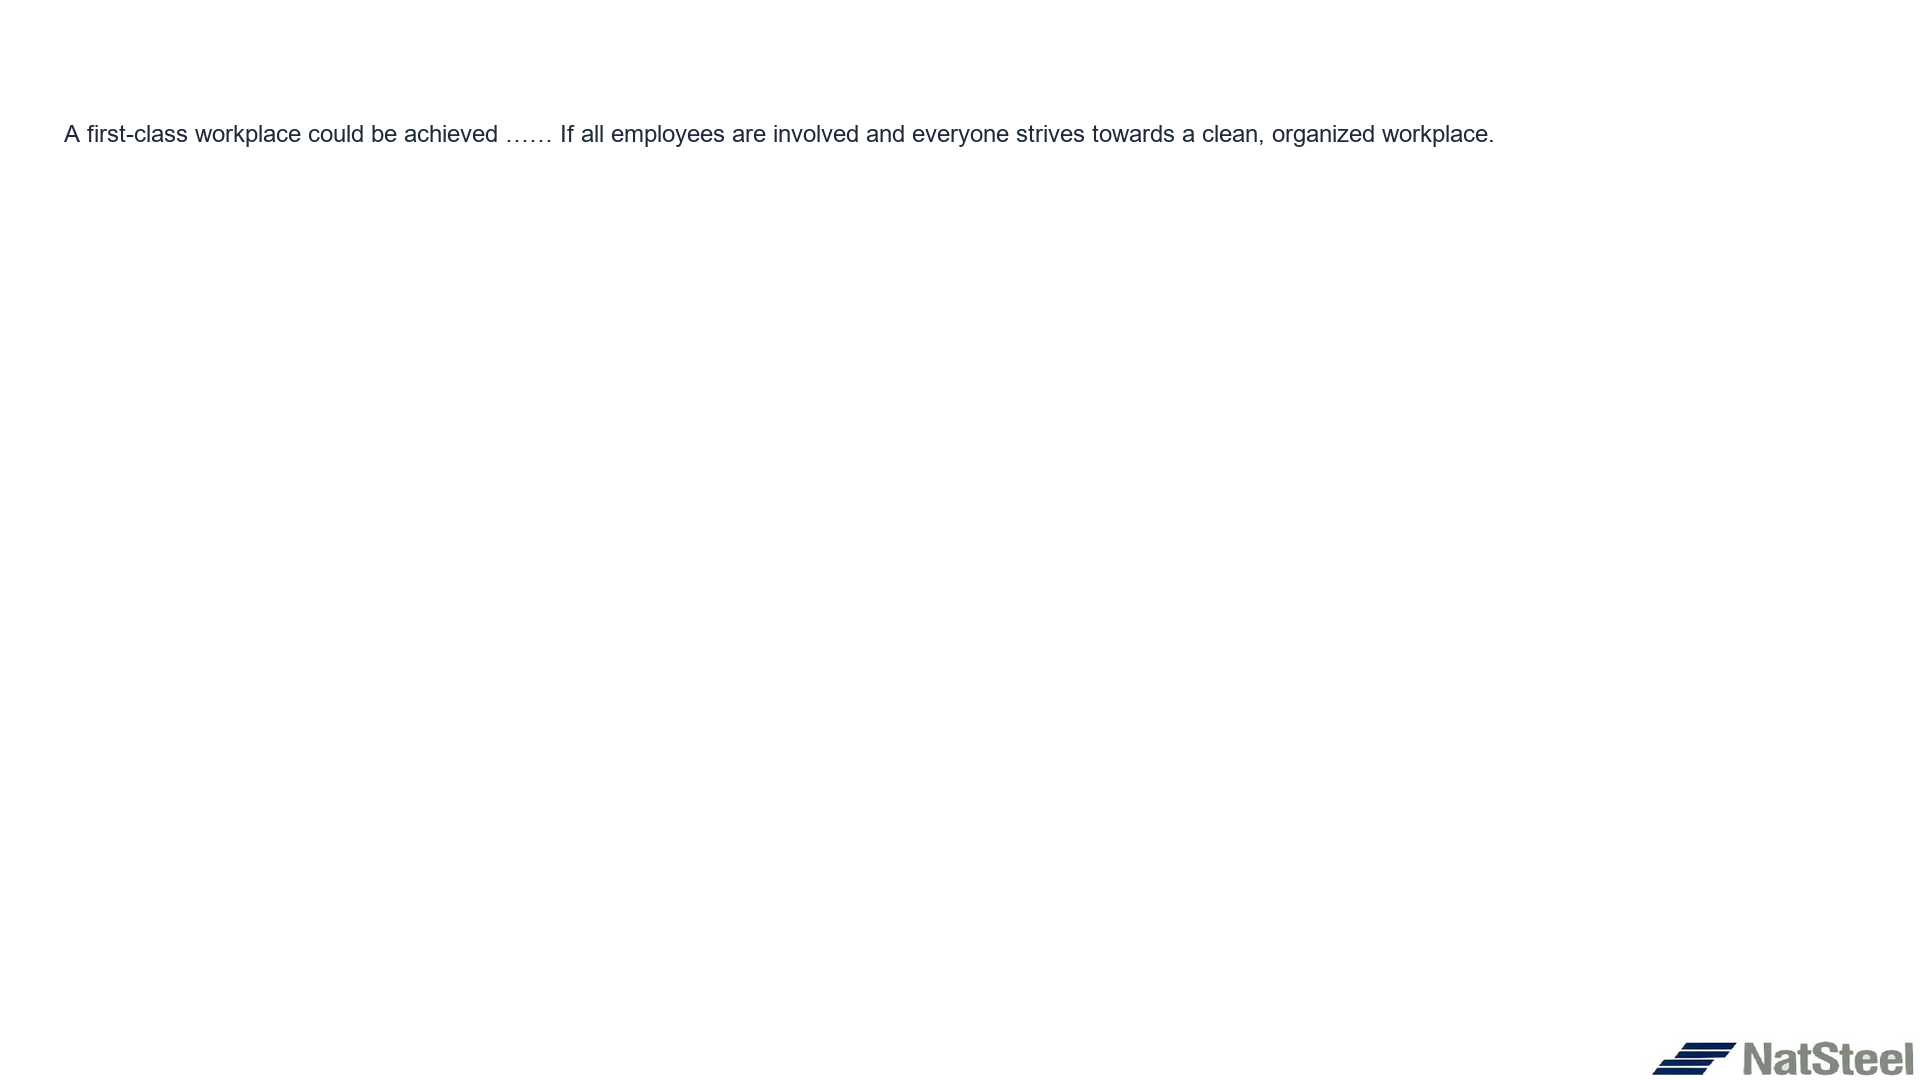 A first-class workplace could be achieved …… If all employees are involved and everyone strives towards a clean, organized workplace.
NatSteel